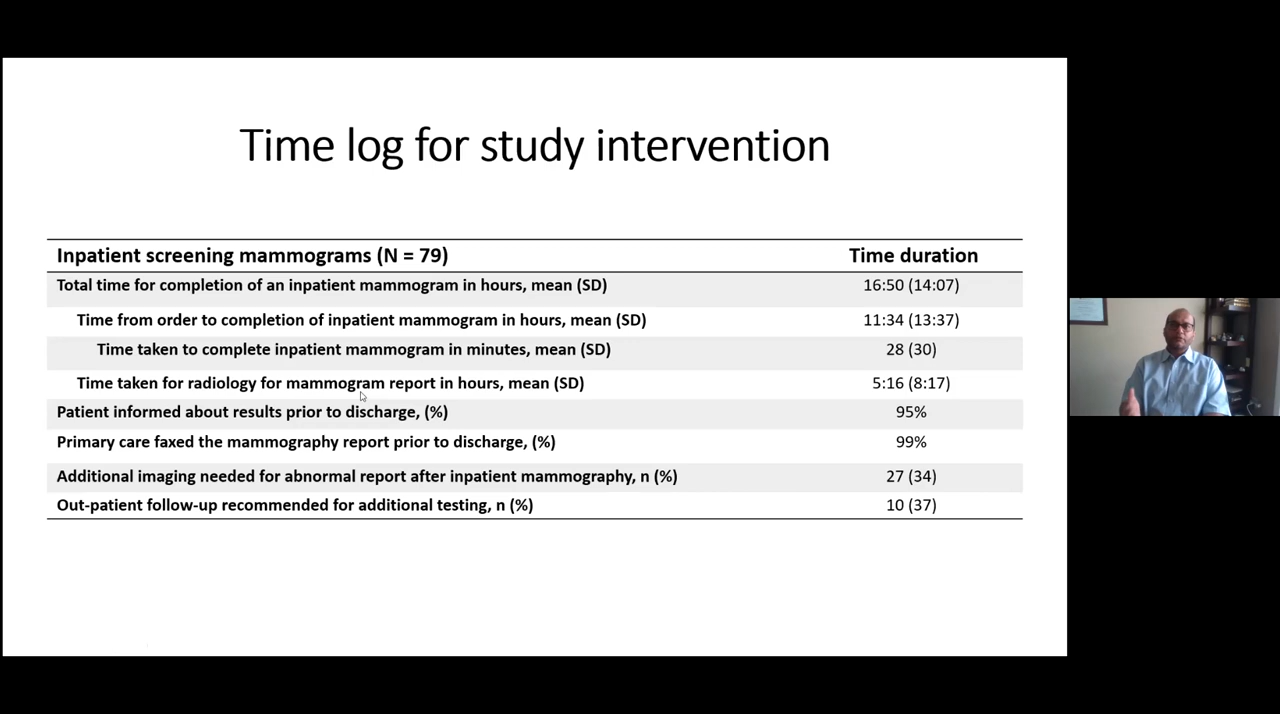 Time log for study intervention
Inpatient screening mammograms (N = 79) Time duration
Total time for completion of an inpatient mammogram in hours, mean (SD) 16:50 (14:07)
Time from order to completion of inpatient mammogram in hours, mean (SD) 11:34 (13:37)
Time taken to complete inpatient mammogram in minutes, mean (SD) 28 (30)
Time taken for radiology for mammogram report in hours, mean (SD) 5:16 (8:17)
Patient informed about results prior to discharge, (%) 95%
Primary care faxed the mammography report prior to discharge, (%) 99%
Additional imaging needed for abnormal report after inpatient mammography, n (%) 27 (34)
Out-patient follow-up recommended for additional testing, n (%) 10 (37)